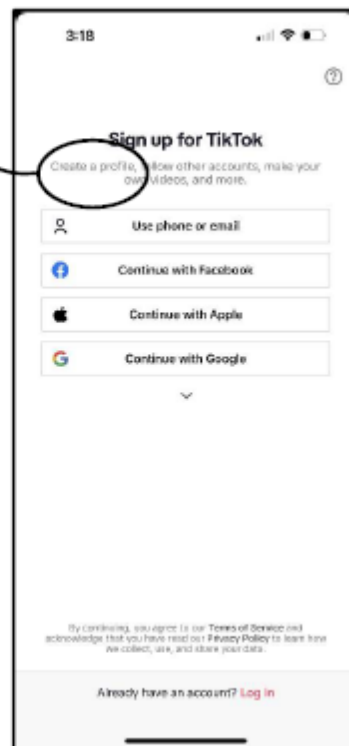 3:18
Sign up for TikTok
Create a profile, follow other accounts, make your
own videos, and more.
Use phone or email
Continue with Facebook
Continue with Apple
Continue with Google
By continuing, you agree to our Terms of Service and
acknowledge that you have read our Privacy Policy to learn how
we collect, use, and share your data.
Already have an account? Log in